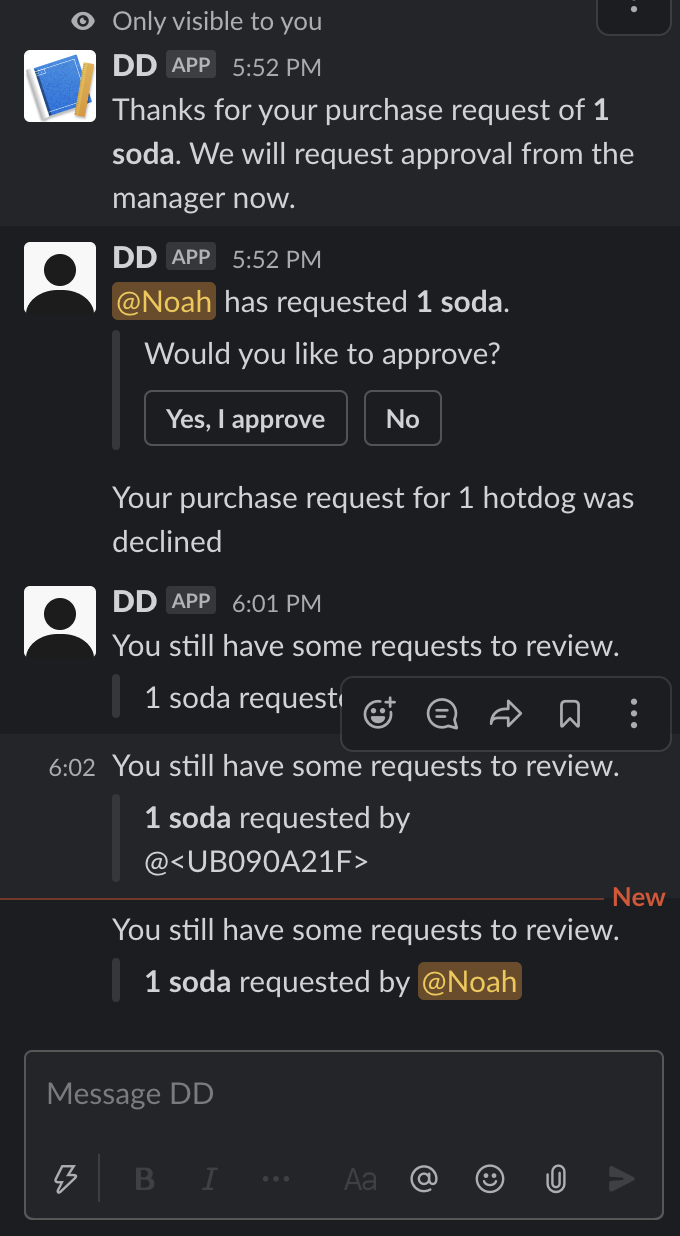 Only visible to you
DD APP 5:52 PM
Thanks for your purchase request of 1
soda. We will request approval from the
manager now.
DD APP 5:52 PM
@Noah has requested 1 soda.
Would you like to approve?
Yes, I approve No
Your purchase request for 1 hotdog was
declined
DD APP 6:01 PM
You still have some requests to review.
1 soda
6:02 You still have some requests to review.
1 soda requested by
@<UB090A21F>
New
You still have some requests to review.
1 soda requested by @Noah
Message DD
B I ... Aa @